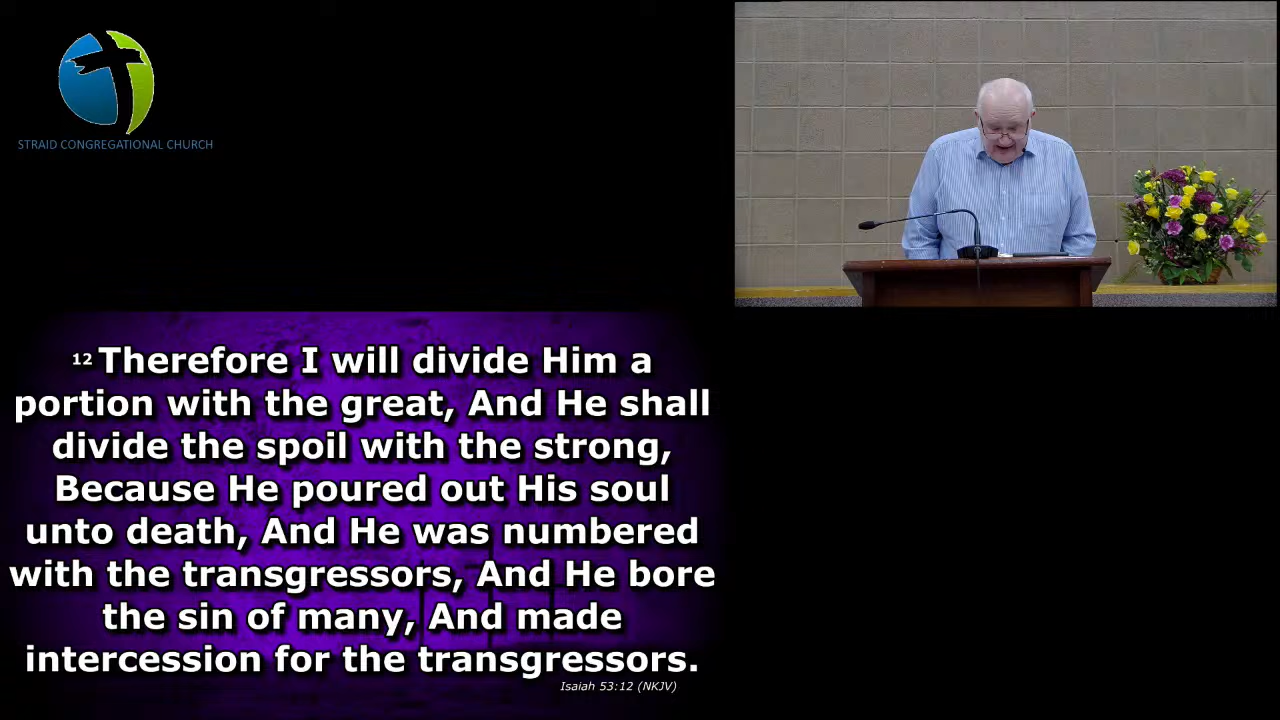 STRAID CONGREGATIONAL CHURCH
12 Therefore I will divide Him a
portion with the great, And He shall
divide the spoil with the strong,
Because He poured out His soul
unto death, And He was numbered
with the transgressors, And He bore
the sin of many, And made
intercession for the transgressors.
Isaiah 53:12 (NKJV)